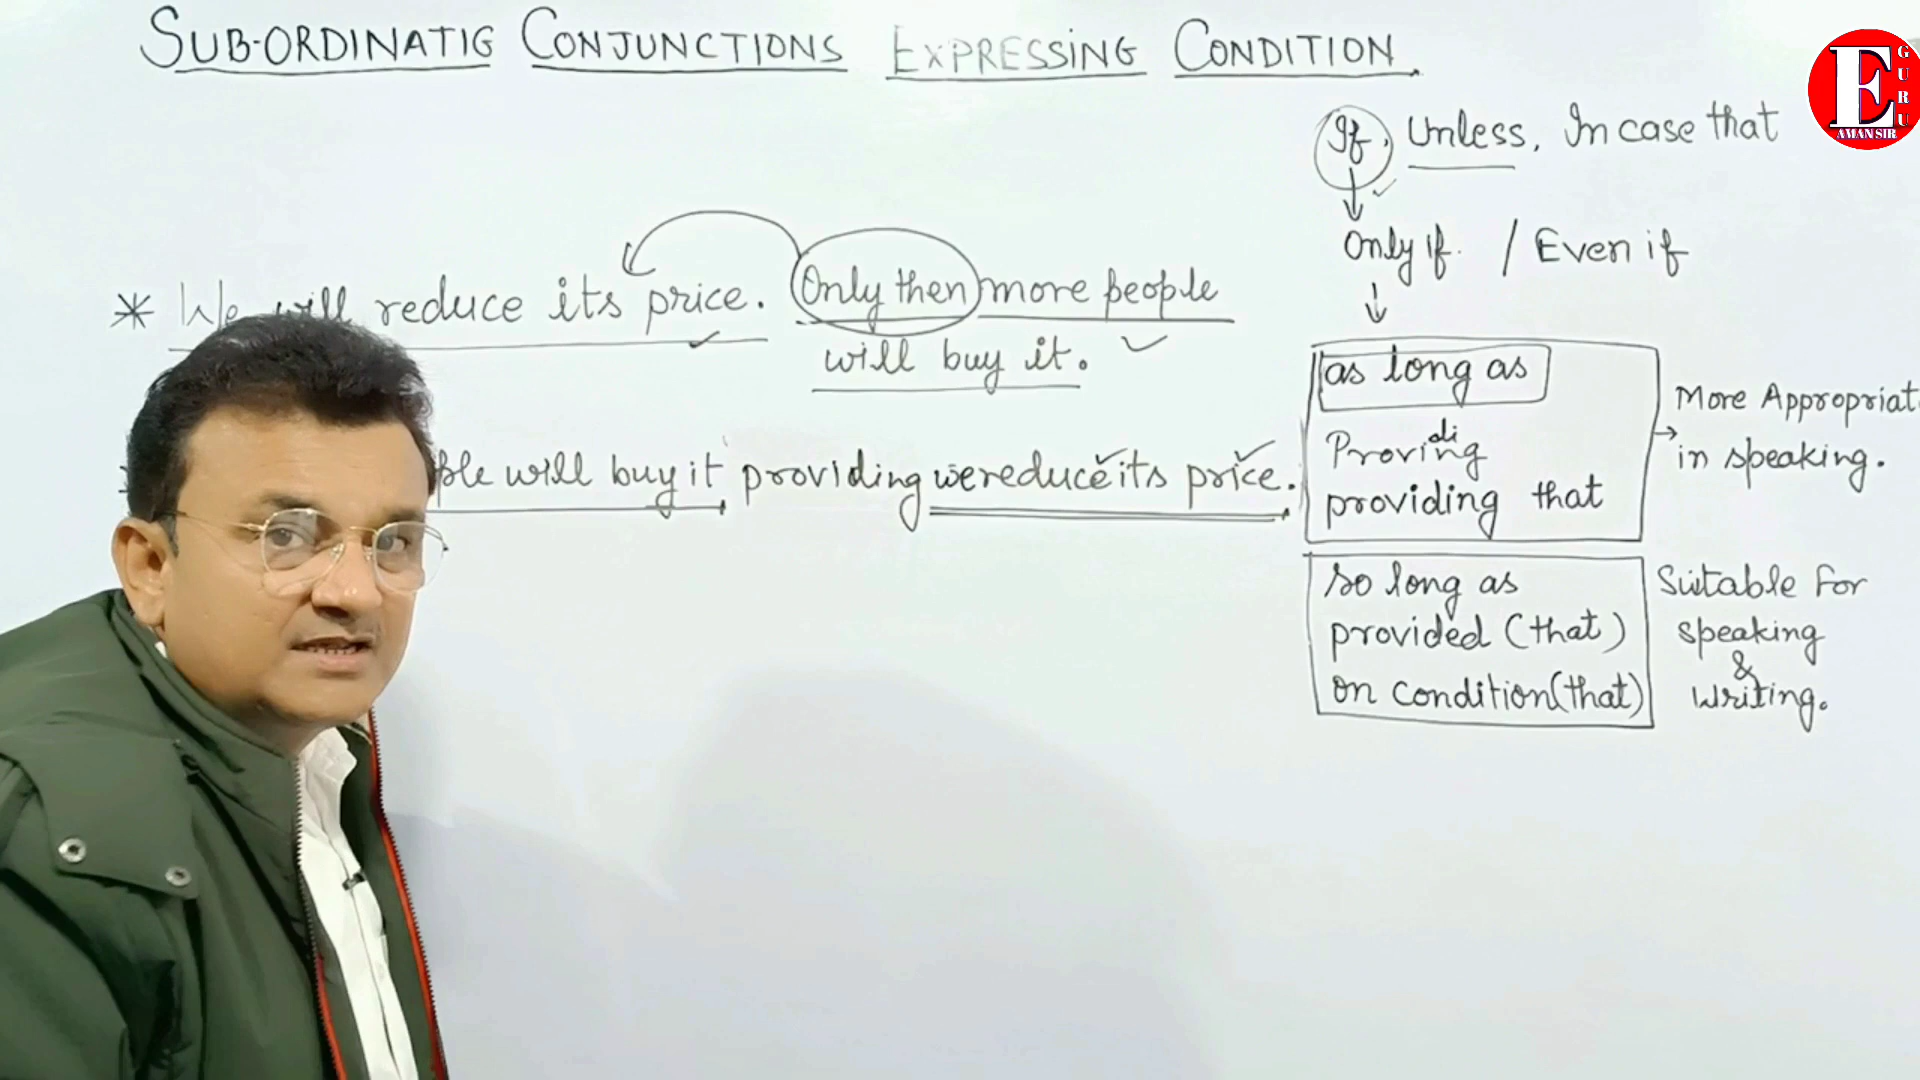 SUB-ORDINATIG CONJUNCTIONS EXPRESSING CONDITION.
E GURU
AMAN SIR
If, Unless, In case that
Only if. / Even if
* We will reduce its price. Only then more people
will buy it.
as long as
Providing
providing that
More Appropriat
in speaking.
ple will buy it providing we reduce its price.
so long as
provided (that)
on condition (that)
Suitable For
speaking
&
writing.